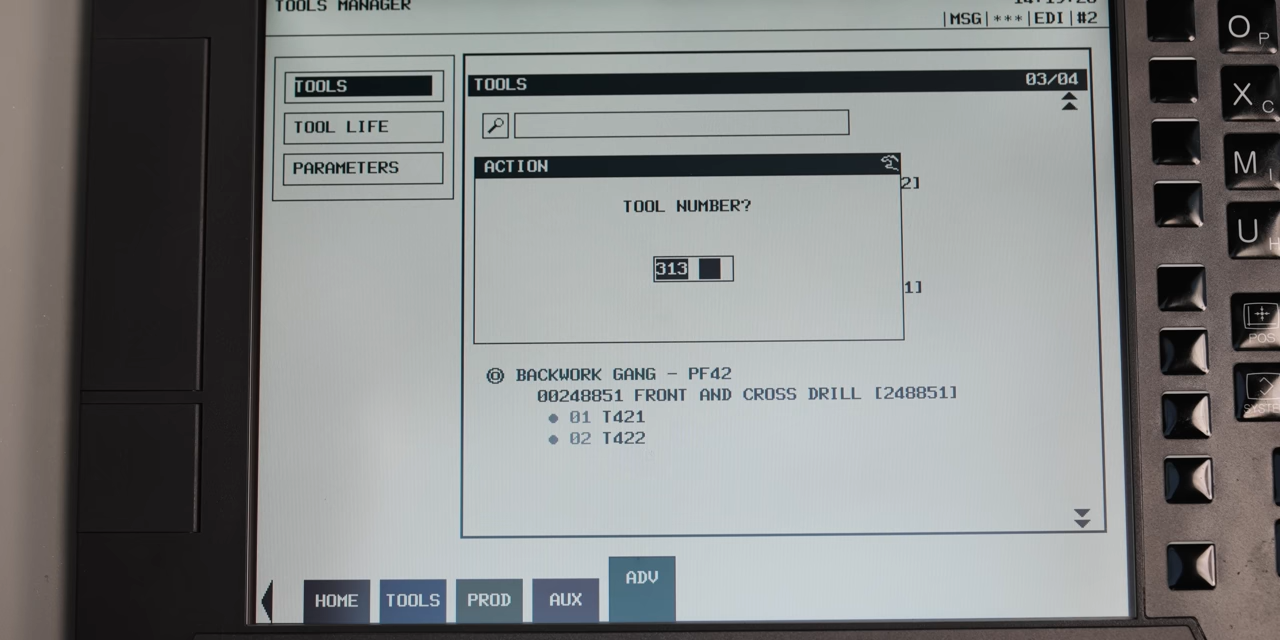 TOOLS MANAGER
|MSG|***|EDI|#2
TOOLS
TOOL LIFE
PARAMETERS
TOOLS 03/04
ACTION
2]
TOOL NUMBER?
313
1]
BACKWORK GANG - PF42
00248851 FRONT AND CROSS DRILL [248851]
01 T421
02 T422
HOME TOOLS PROD AUX ADV
O P
X C
M I
U H
POS